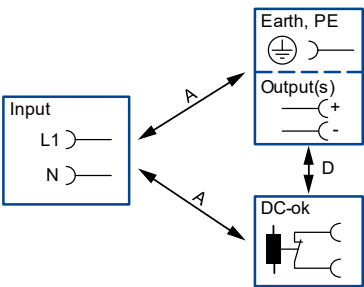 Earth, PE
Input
L1
N
A
Output(s)
+
-
A
D
DC-ok